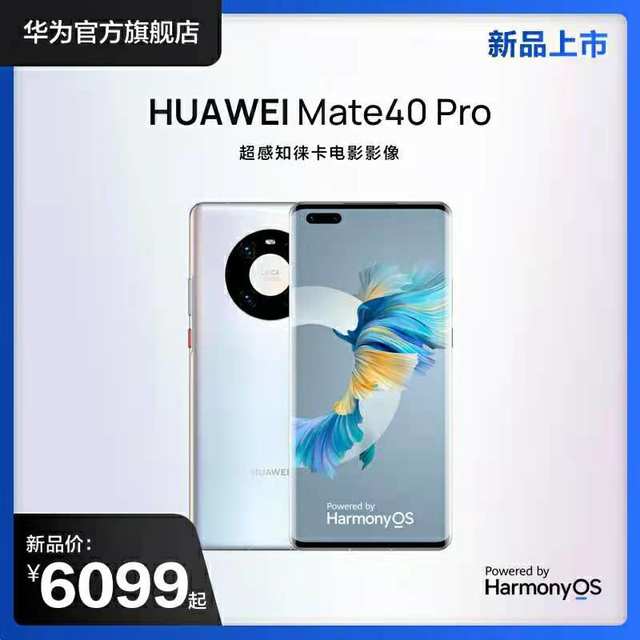 华为官方旗舰店
新品上市
HUAWEI Mate40 Pro
超感知徕卡电影影像
LEICA
HUAWEI
Powered by
HarmonyOS
新品价：
¥6099起
Powered by
HarmonyOS